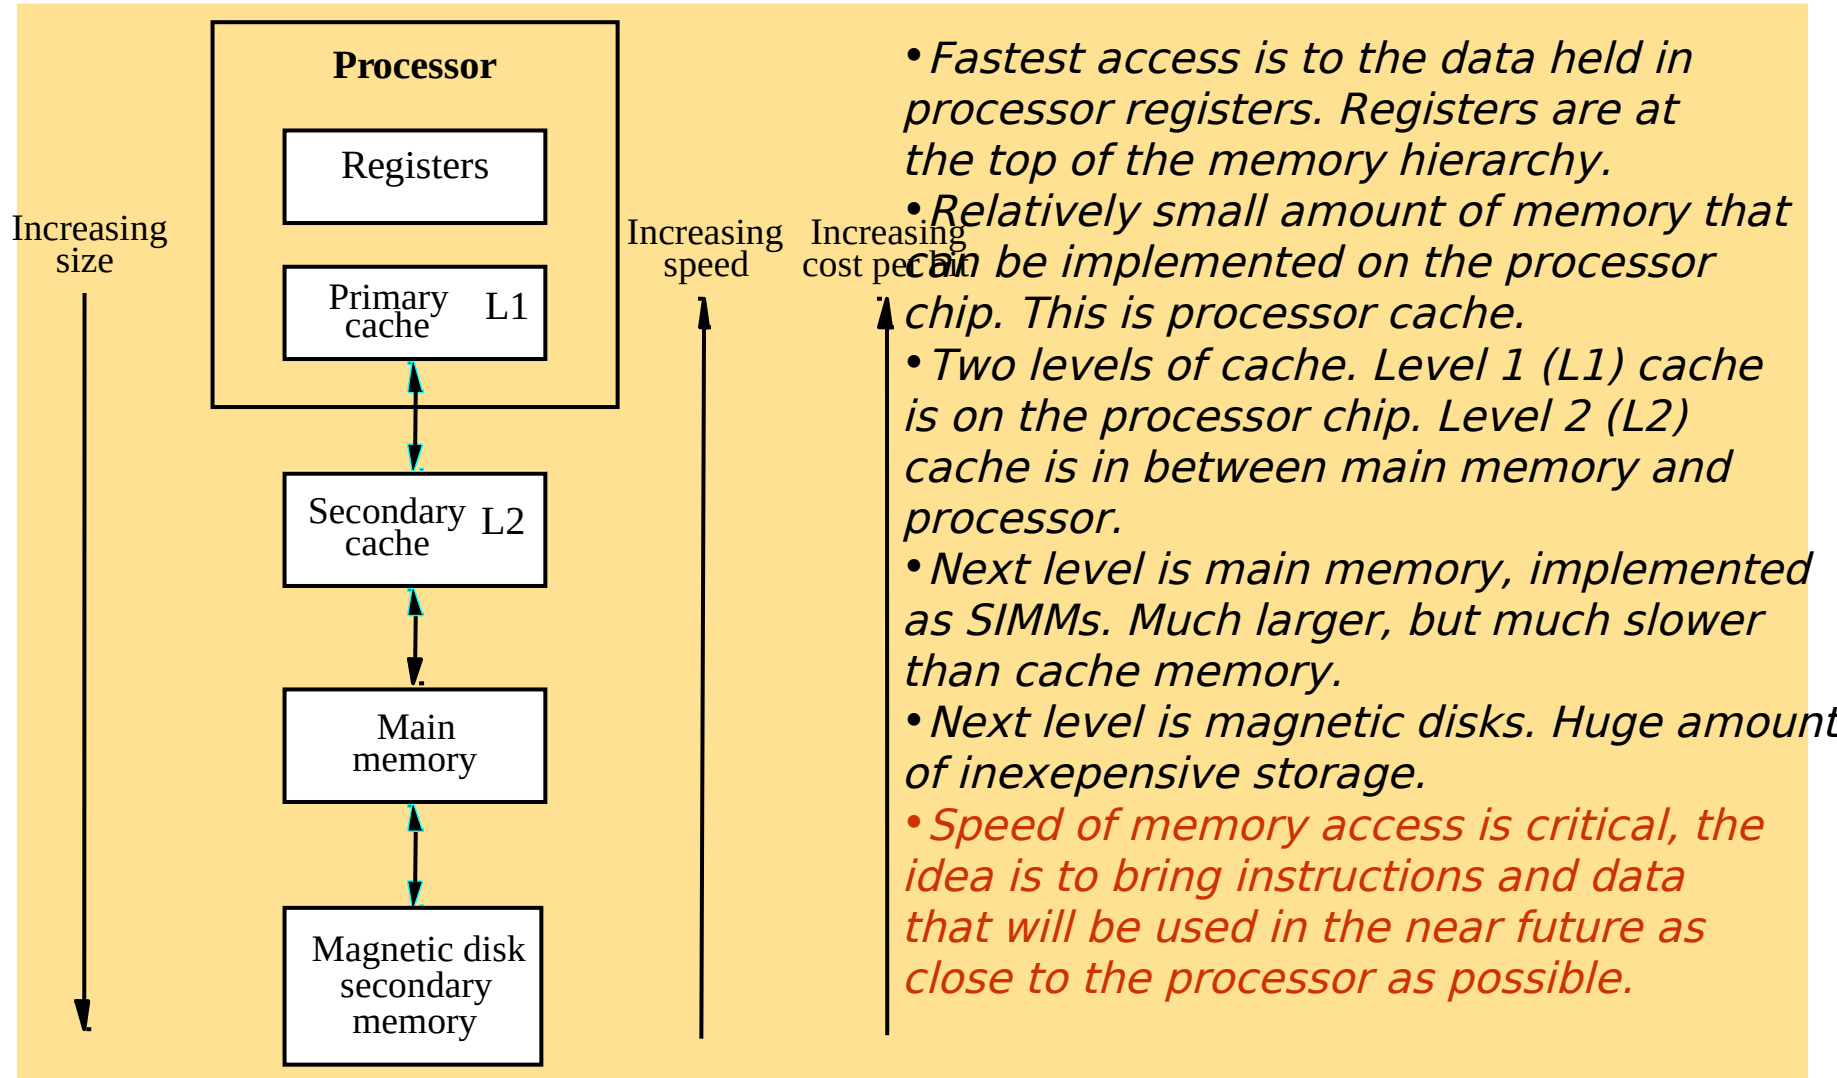 Processor
Registers
Increasing
size
Primary
cache
L1
Increasing
speed
Increasing
cost per bit
Secondary
cache
L2
Main
memory
Magnetic disk
secondary
memory
•Fastest access is to the data held in
processor registers. Registers are at
the top of the memory hierarchy.
•Relatively small amount of memory that
can be implemented on the processor
chip. This is processor cache.
•Two levels of cache. Level 1 (L1) cache
is on the processor chip. Level 2 (L2)
cache is in between main memory and
processor.
•Next level is main memory, implemented
as SIMMs. Much larger, but much slower
than cache memory.
•Next level is magnetic disks. Huge amount
of inexepensive storage.
•Speed of memory access is critical, the
idea is to bring instructions and data
that will be used in the near future as
close to the processor as possible.